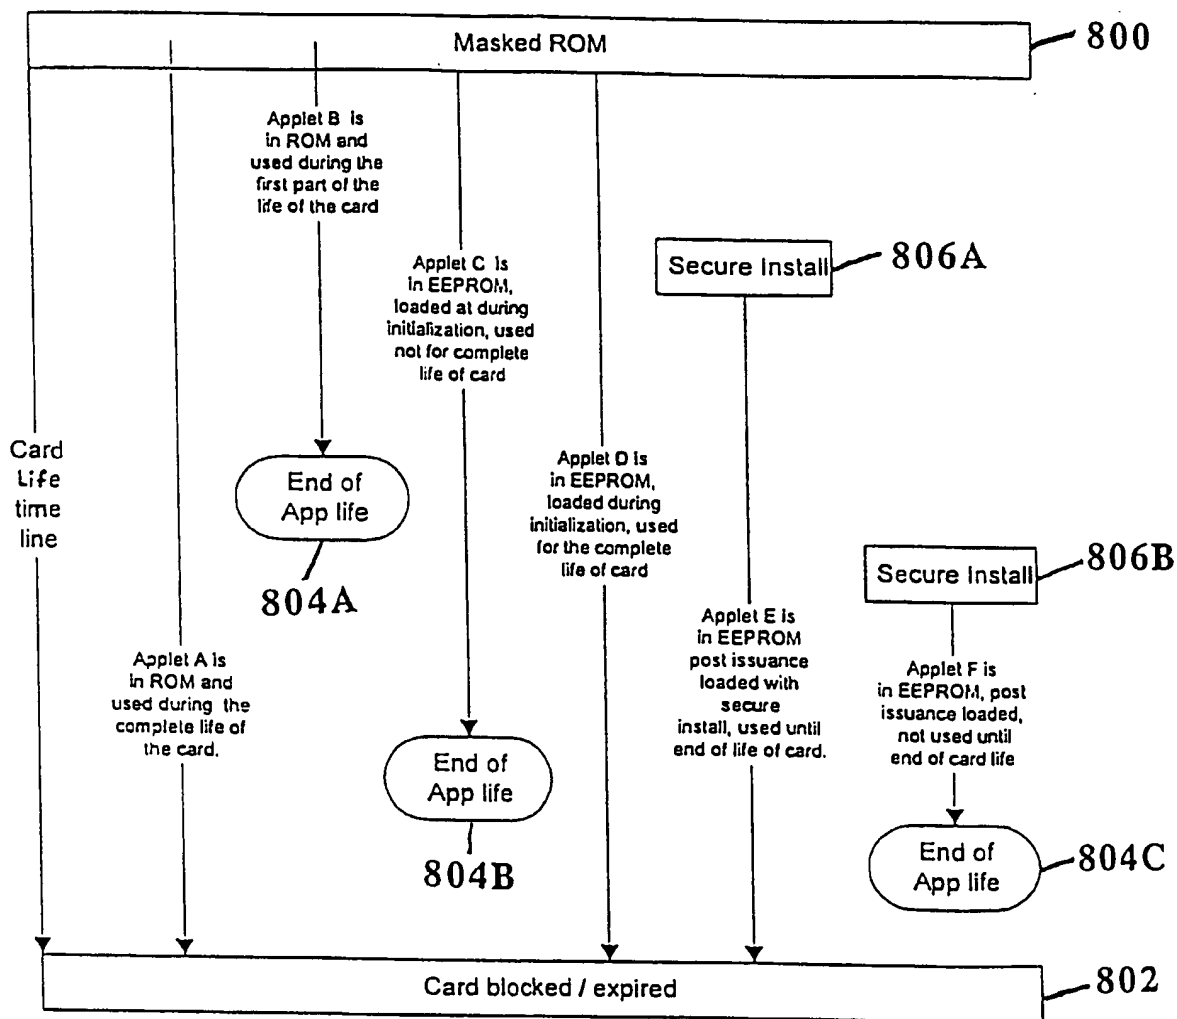 Masked ROM
800
Applet B is
in ROM and
used during the
first part of the
life of the card
Applet C is
in EEPROM,
loaded at during
initialization, used
not for complete
life of card
Secure Install
806A
Card
Life
time
line
End of
App life
804A
Applet D is
in EEPROM,
loaded during
initialization, used
for the complete
life of card
Secure Install
806B
Applet A is
in ROM and
used during the
complete life of
the card.
Applet E is
in EEPROM
post issuance
loaded with
secure
install, used until
end of life of card.
Applet F is
in EEPROM, post
issuance loaded,
not used until
end of card life
End of
App life
804B
End of
App life
804C
Card blocked / expired
802